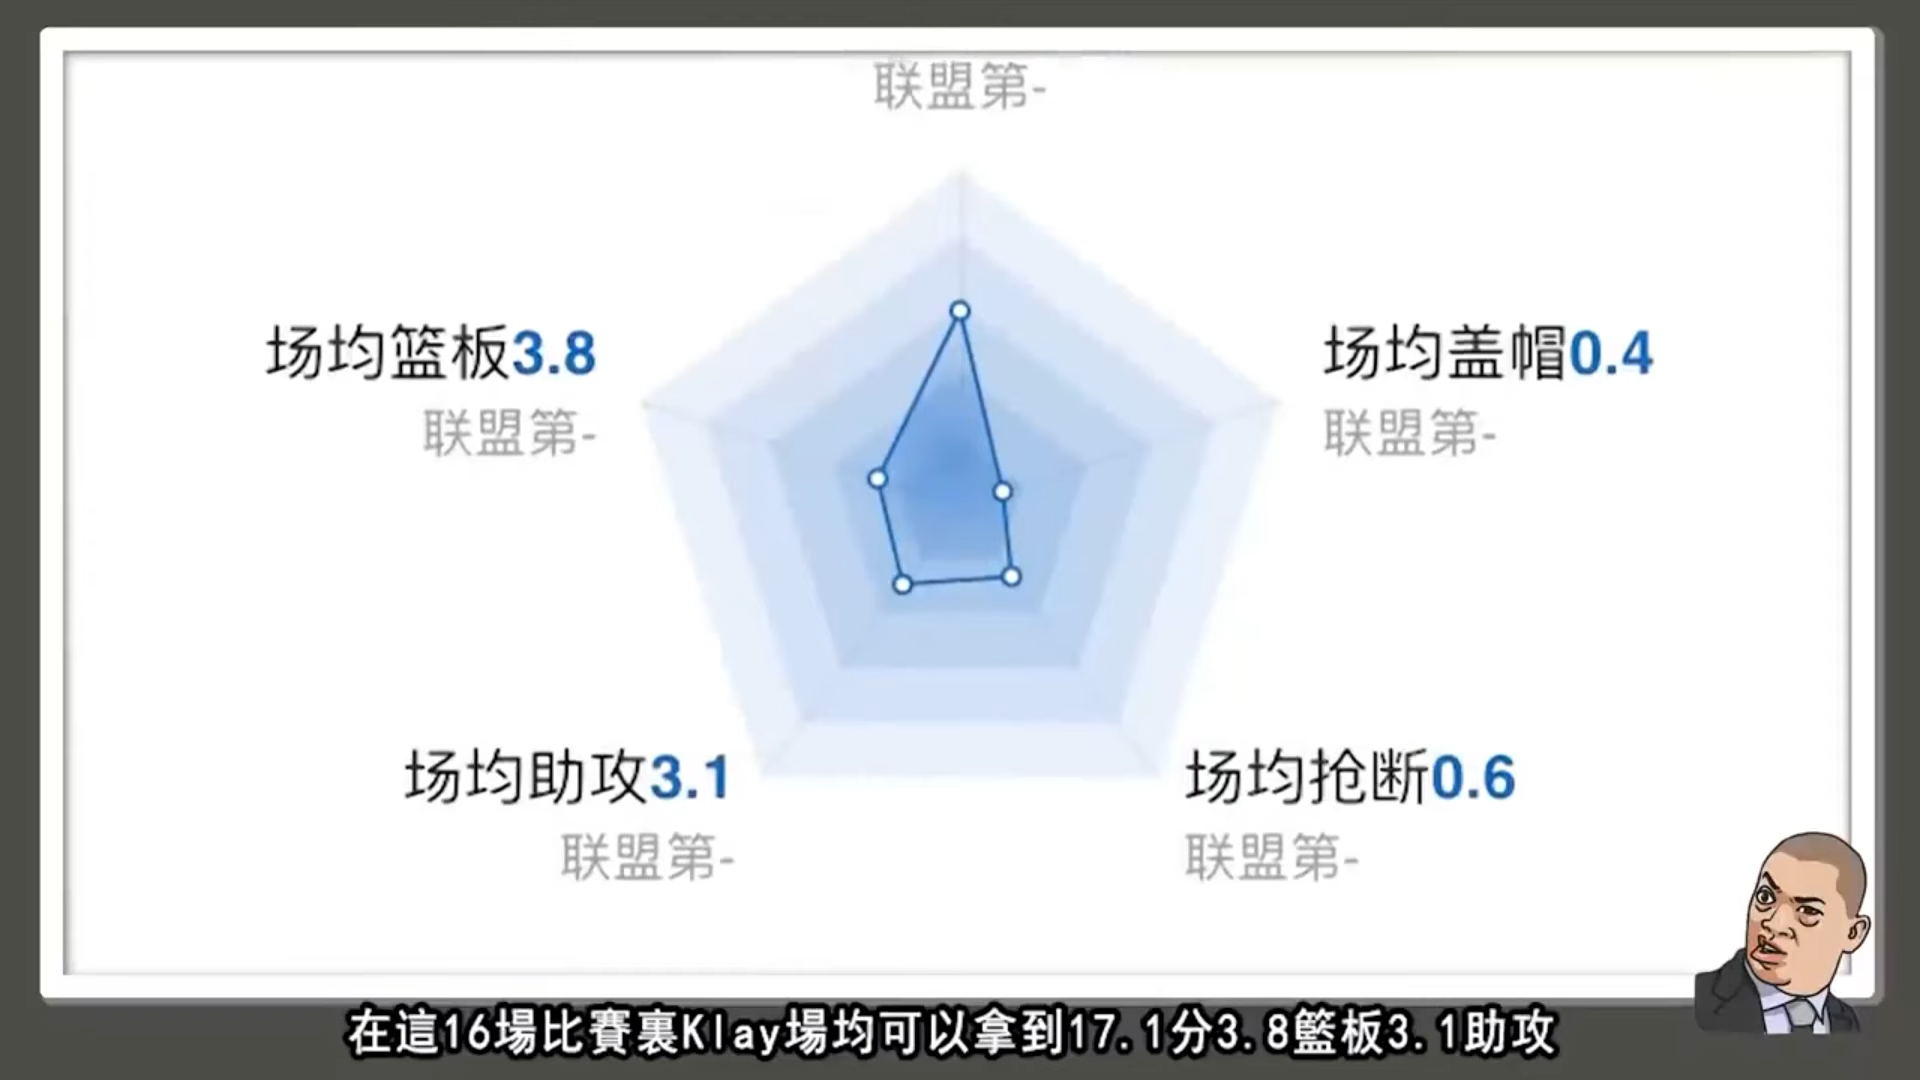 联盟第-
场均篮板3.8
联盟第-
场均盖帽0.4
联盟第-
场均助攻3.1
联盟第-
场均抢断0.6
联盟第-
在這16場比賽裏Klay場均可以拿到17.1分3.8籃板3.1助攻